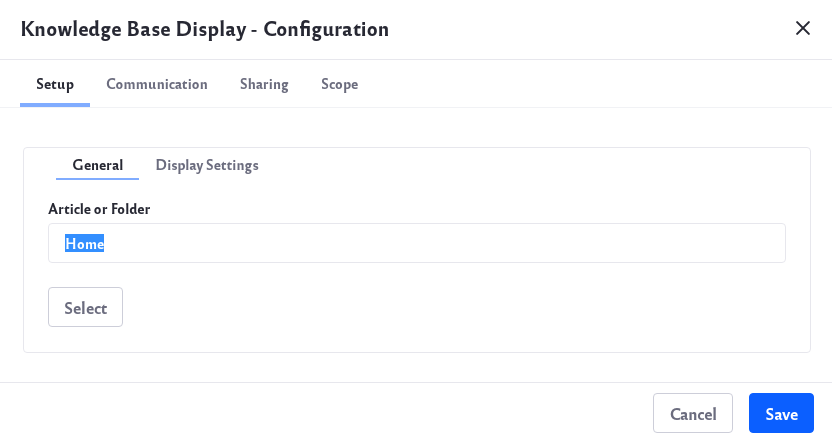 Knowledge Base Display - Configuration
Setup Communication Sharing Scope
General Display Settings
Article or Folder
Home
Select
Cancel Save